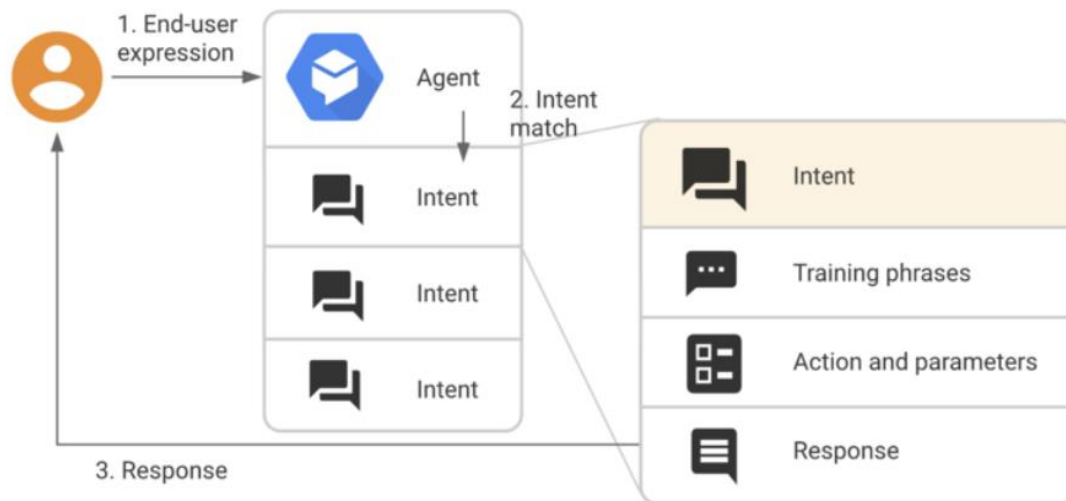 1. End-user
expression
Agent
2. Intent
match
Intent
Intent
Intent
Intent
Training phrases
Action and parameters
Response
3. Response